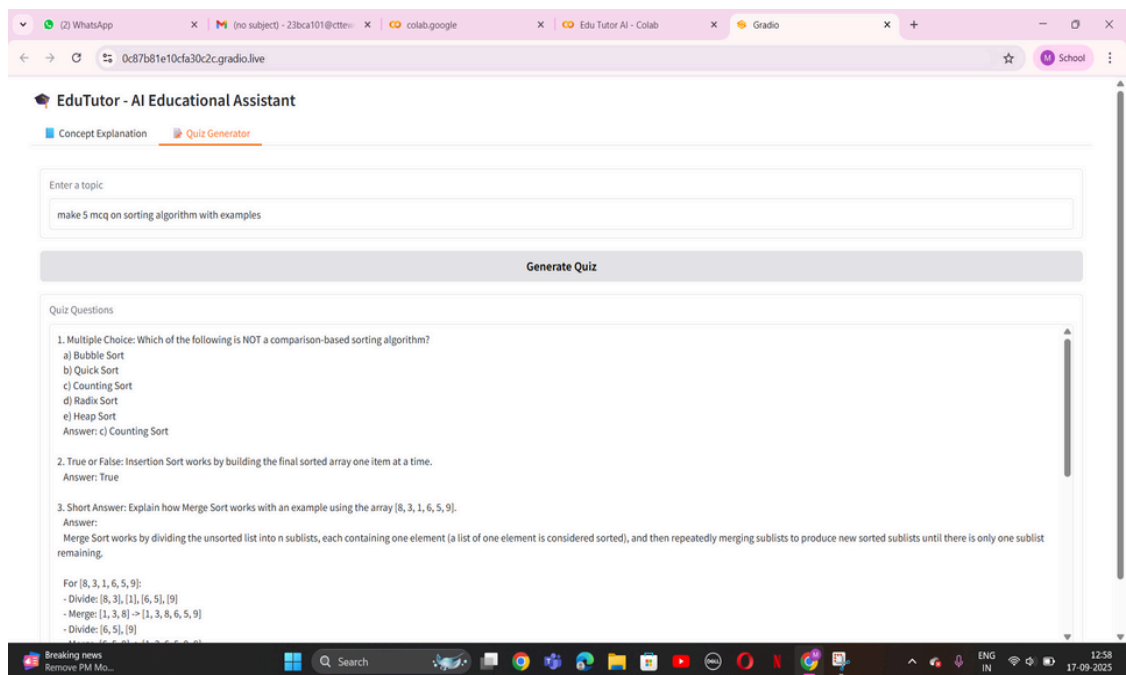 (2) WhatsApp
(no subject) - 23bca101@cttew
colab.google
Edu Tutor AI - Colab
Gradio
0c87b81e10cfa30c2c.gradio.live
M School
EduTutor - AI Educational Assistant
Concept Explanation Quiz Generator
Enter a topic
make 5 mcq on sorting algorithm with examples
Generate Quiz
Quiz Questions
1. Multiple Choice: Which of the following is NOT a comparison-based sorting algorithm?
a) Bubble Sort
b) Quick Sort
c) Counting Sort
d) Radix Sort
e) Heap Sort
Answer: c) Counting Sort
2. True or False: Insertion Sort works by building the final sorted array one item at a time.
Answer: True
3. Short Answer: Explain how Merge Sort works with an example using the array [8, 3, 1, 6, 5, 9].
Answer:
Merge Sort works by dividing the unsorted list into n sublists, each containing one element (a list of one element is considered sorted), and then repeatedly merging sublists to produce new sorted sublists until there is only one sublist
remaining.
For [8, 3, 1, 6, 5, 9]:
- Divide: [8, 3], [1], [6, 5], [9]
- Merge: [1, 3, 8] -> [1, 3, 8, 6, 5, 9]
- Divide: [6, 5], [9]
Breaking news
Remove PM Mo...
Search
DELL
ENG
IN
12:58
17-09-2025